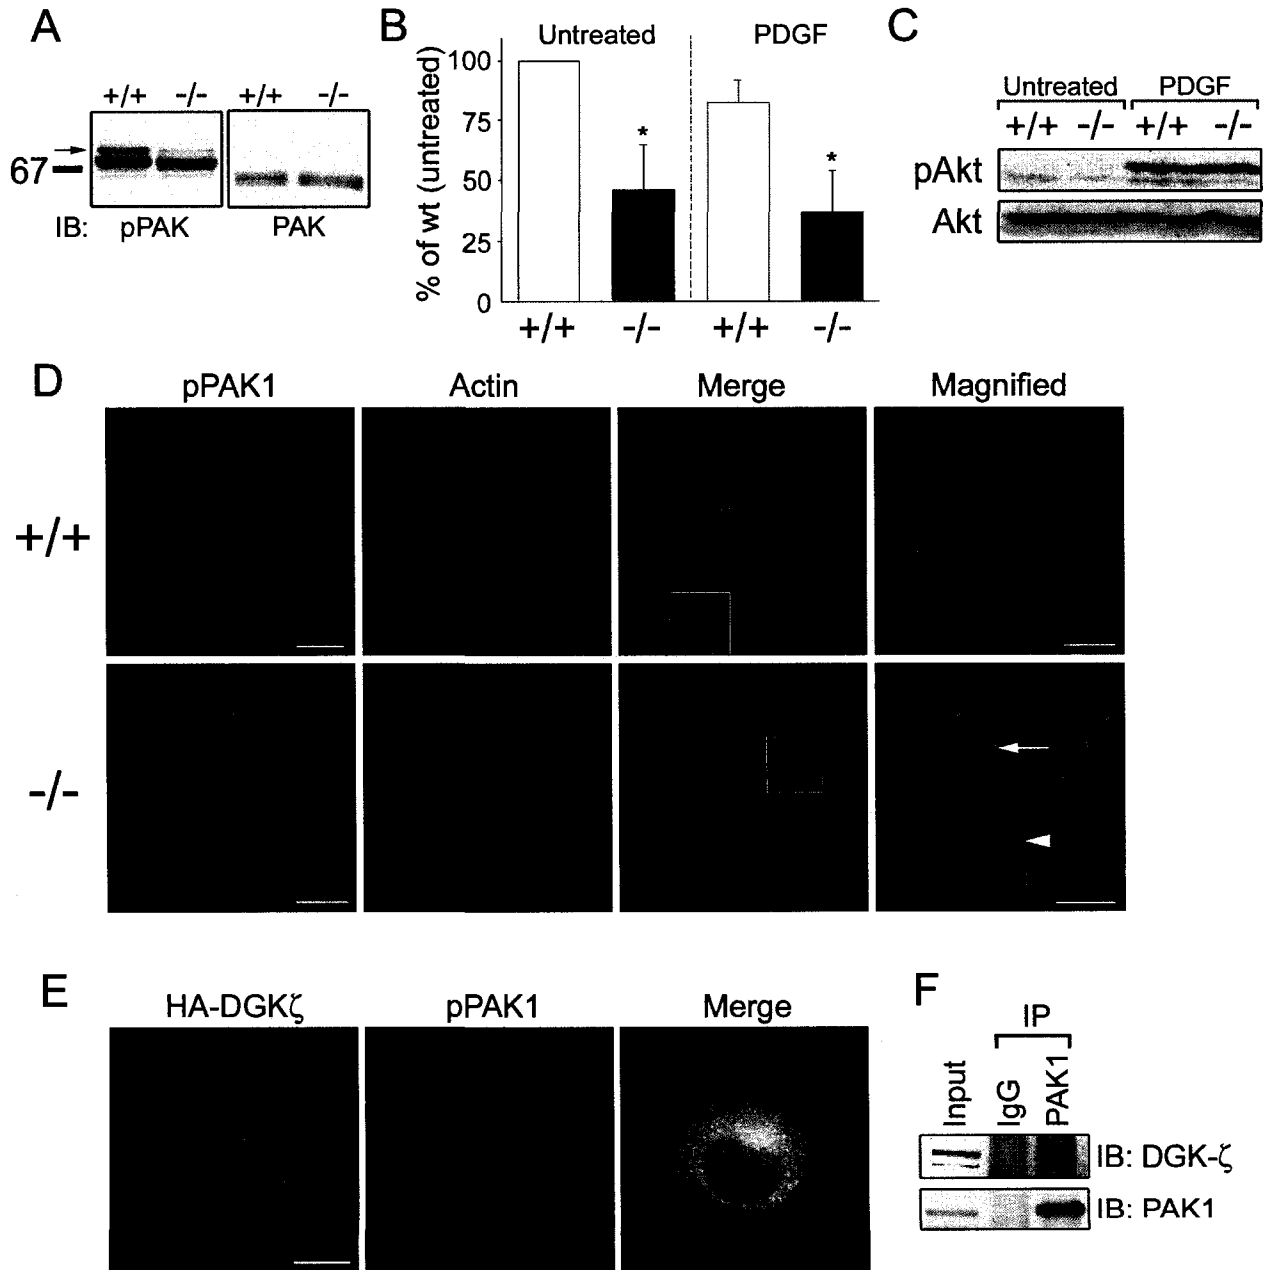 A
+/+ -/- +/+ -/-
67
IB: pPAK PAK
B
Untreated PDGF
% of wt (untreated)
100
75
50
25
0
* *
+/+ -/- +/+ -/-
C
Untreated PDGF
+/+ -/- +/+ -/-
pAkt
Akt
D
pPAK1 Actin Merge Magnified
+/+
-/-
E
HA-DGKζ pPAK1 Merge
F
IP
Input IgG PAK1
IB: DGK-ζ
IB: PAK1